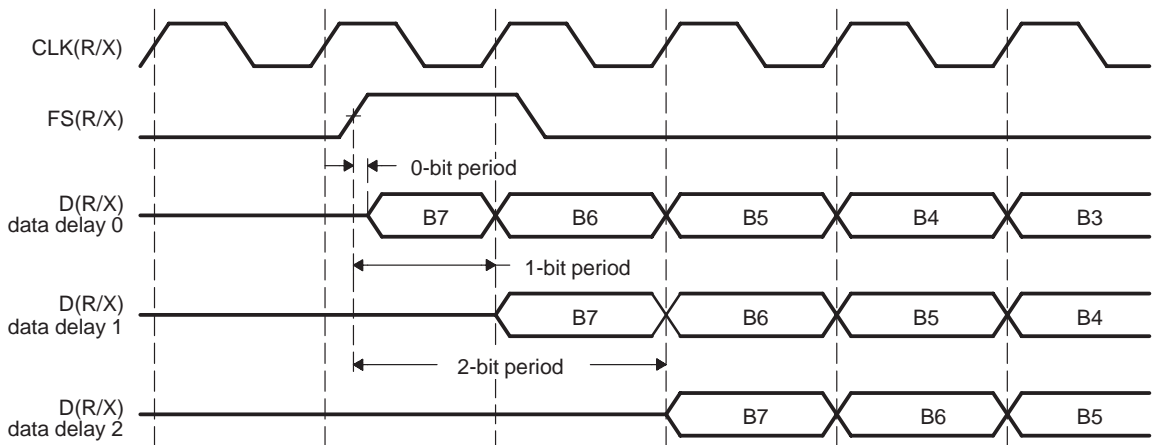 CLK(R/X)
FS(R/X)
0-bit period
D(R/X)
data delay 0
B7 B6 B5 B4 B3
1-bit period
D(R/X)
data delay 1
B7 B6 B5 B4
2-bit period
D(R/X)
data delay 2
B7 B6 B5